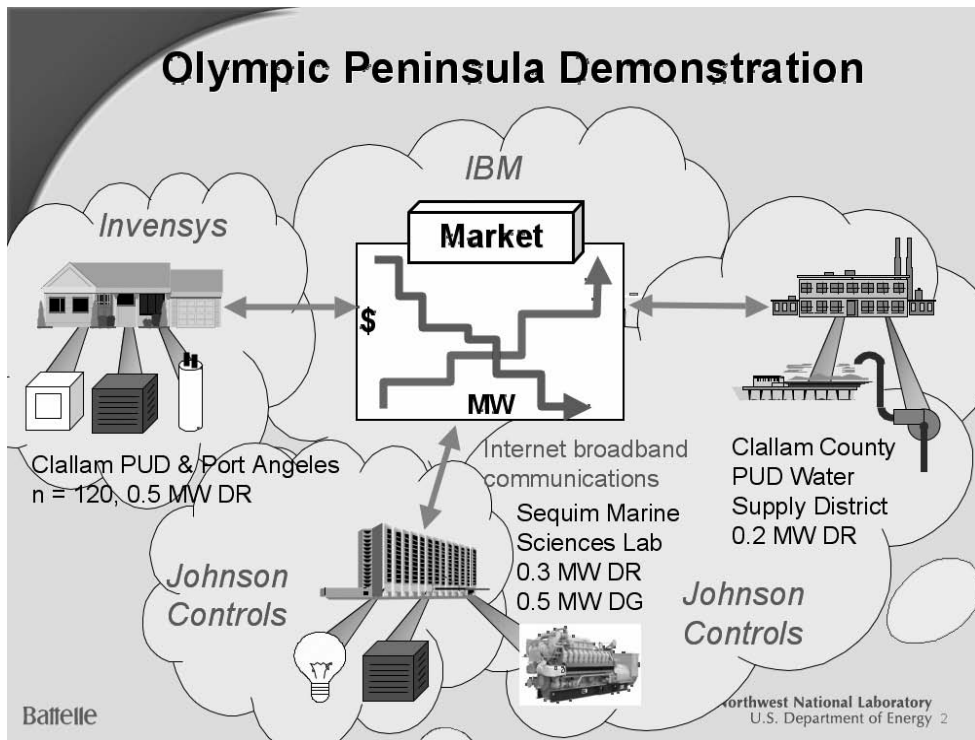 Olympic Peninsula Demonstration
IBM
Invensys
Market
$
MW
Clallam PUD & Port Angeles
n = 120, 0.5 MW DR
Internet broadband
communications
Clallam County
PUD Water
Supply District
0.2 MW DR
Sequim Marine
Sciences Lab
0.3 MW DR
0.5 MW DG
Johnson
Controls
Johnson
Controls
Battelle
Northwest National Laboratory
U.S. Department of Energy 2